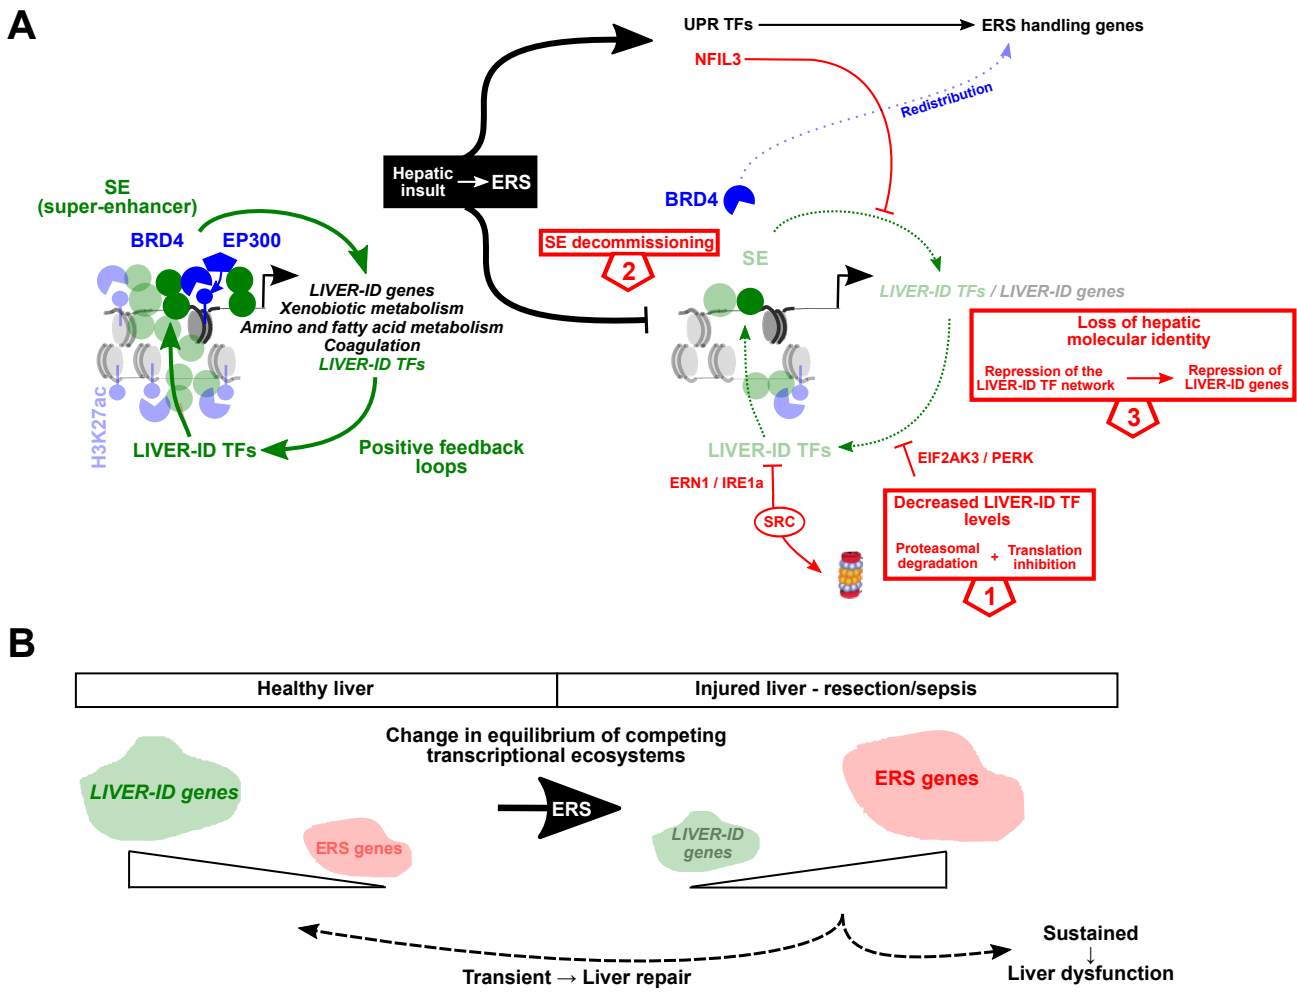 A
UPR TFs
ERS handling genes
NFIL3
Redistribution
Hepatic
insult
ERS
SE
(super-enhancer)
BRD4
EP300
BRD4
SE decommissioning
2
SE
LIVER-ID genes
Xenobiotic metabolism
Amino and fatty acid metabolism
Coagulation
LIVER-ID TFs
LIVER-ID TFs / LIVER-ID genes
Loss of hepatic
molecular identity
Repression of the
LIVER-ID TF network
Repression of
LIVER-ID genes
3
H3K27ac
LIVER-ID TFs
Positive feedback
loops
LIVER-ID TFs
ERN1 / IRE1a
EIF2AK3 / PERK
SRC
Decreased LIVER-ID TF
levels
Proteasomal
degradation
+
Translation
inhibition
1
B
Healthy liver
Injured liver - resection/sepsis
Change in equilibrium of competing
transcriptional ecosystems
LIVER-ID genes
ERS genes
ERS
LIVER-ID
genes
ERS genes
Transient → Liver repair
Sustained
↓
Liver dysfunction